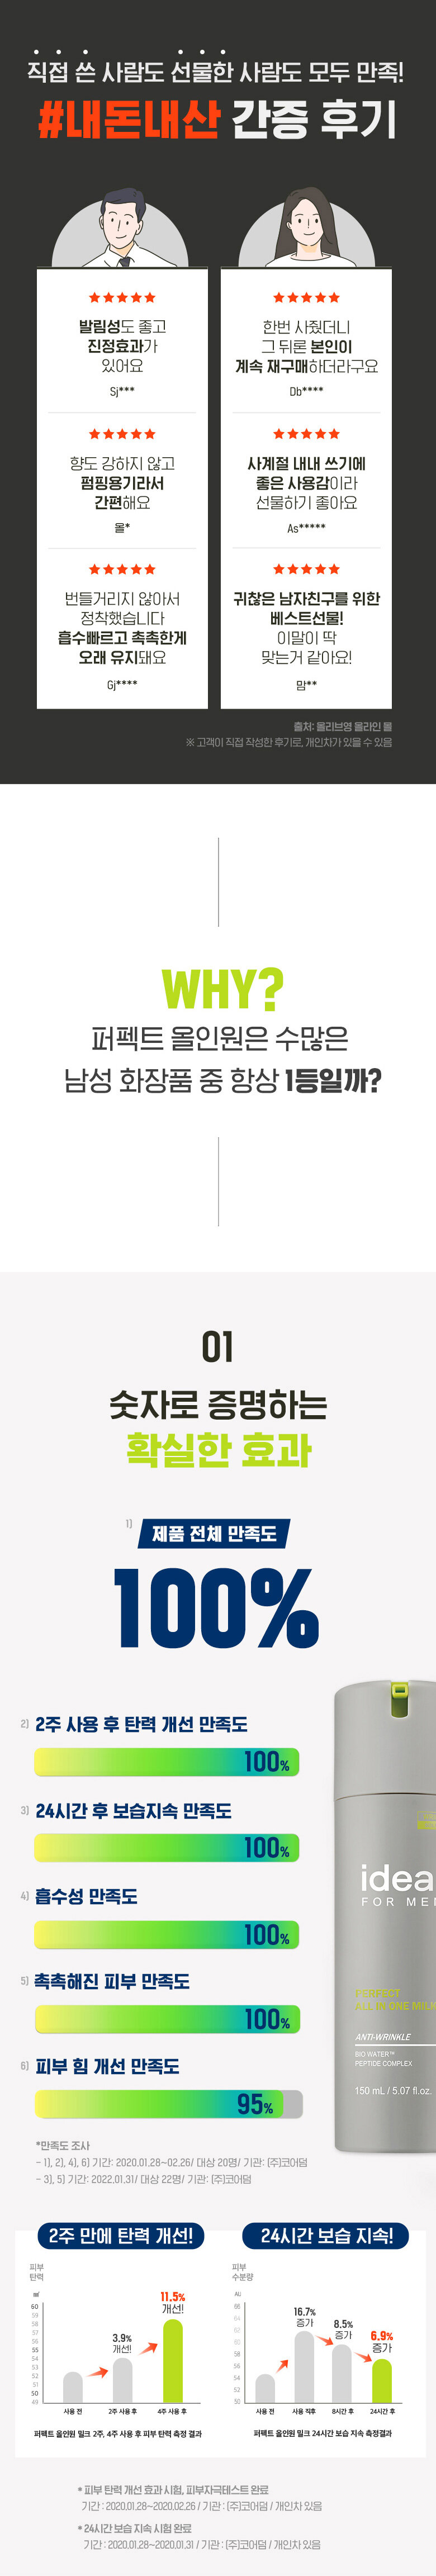 직접 쓴 사람도 선물한 사람도 모두 만족!
#내돈내산 간증 후기
★★★★★
발림성도 좋고
진정효과가
있어요
Sj***
★★★★★
향도 강하지 않고
펌핑용기라서
간편해요
올*
★★★★★
번들거리지 않아서
정착했습니다
흡수빠르고 촉촉한게
오래 유지돼요
Gj****
★★★★★
한번 사줬더니
그 뒤론 본인이
계속 재구매하더라구요
Db****
★★★★★
사계절 내내 쓰기에
좋은 사용감이라
선물하기 좋아요
As*****
★★★★★
귀찮은 남자친구를 위한
베스트선물!
이말이 딱
맞는거 같아요!
맘**
출처: 올리브영 온라인 몰
※ 고객이 직접 작성한 후기로, 개인차가 있을 수 있음
WHY?
퍼펙트 올인원은 수많은
남성 화장품 중 항상 1등일까?
01
숫자로 증명하는
확실한 효과
1) 제품 전체 만족도
100%
2) 2주 사용 후 탄력 개선 만족도
100%
3) 24시간 후 보습지속 만족도
100%
4) 흡수성 만족도
100%
5) 촉촉해진 피부 만족도
100%
6) 피부 힘 개선 만족도
95%
idea
FOR MEN
PERFECT
ALL IN ONE MILK
ANTI-WRINKLE
BIO WATER™
PEPTIDE COMPLEX
150 mL / 5.07 fl.oz.
*만족도 조사
- 1), 2), 4), 6) 기간: 2020.01.28~02.26/ 대상 20명/ 기관: (주)코어덤
- 3), 5) 기간: 2022.01.31/ 대상 22명/ 기관: (주)코어덤
2주 만에 탄력 개선!
피부
탄력
60
59
58
57
56
55
54
53
52
51
50
49
3.9%
개선!
11.5%
개선!
사용 전 2주 사용 후 4주 사용 후
퍼펙트 올인원 밀크 2주, 4주 사용 후 피부 탄력 측정 결과
24시간 보습 지속!
피부
수분량
AU
66
64
62
60
58
56
54
52
50
16.7%
증가
8.5%
증가
6.9%
증가
사용 전 사용 직후 8시간 후 24시간 후
퍼펙트 올인원 밀크 24시간 보습 지속 측정결과
* 피부 탄력 개선 효과 시험, 피부자극테스트 완료
기간 : 2020.01.28~2020.02.26 / 기관 : (주)코어덤 / 개인차 있음
* 24시간 보습 지속 시험 완료
기간 : 2020.01.28~2020.01.31 / 기관 : (주)코어덤 / 개인차 있음